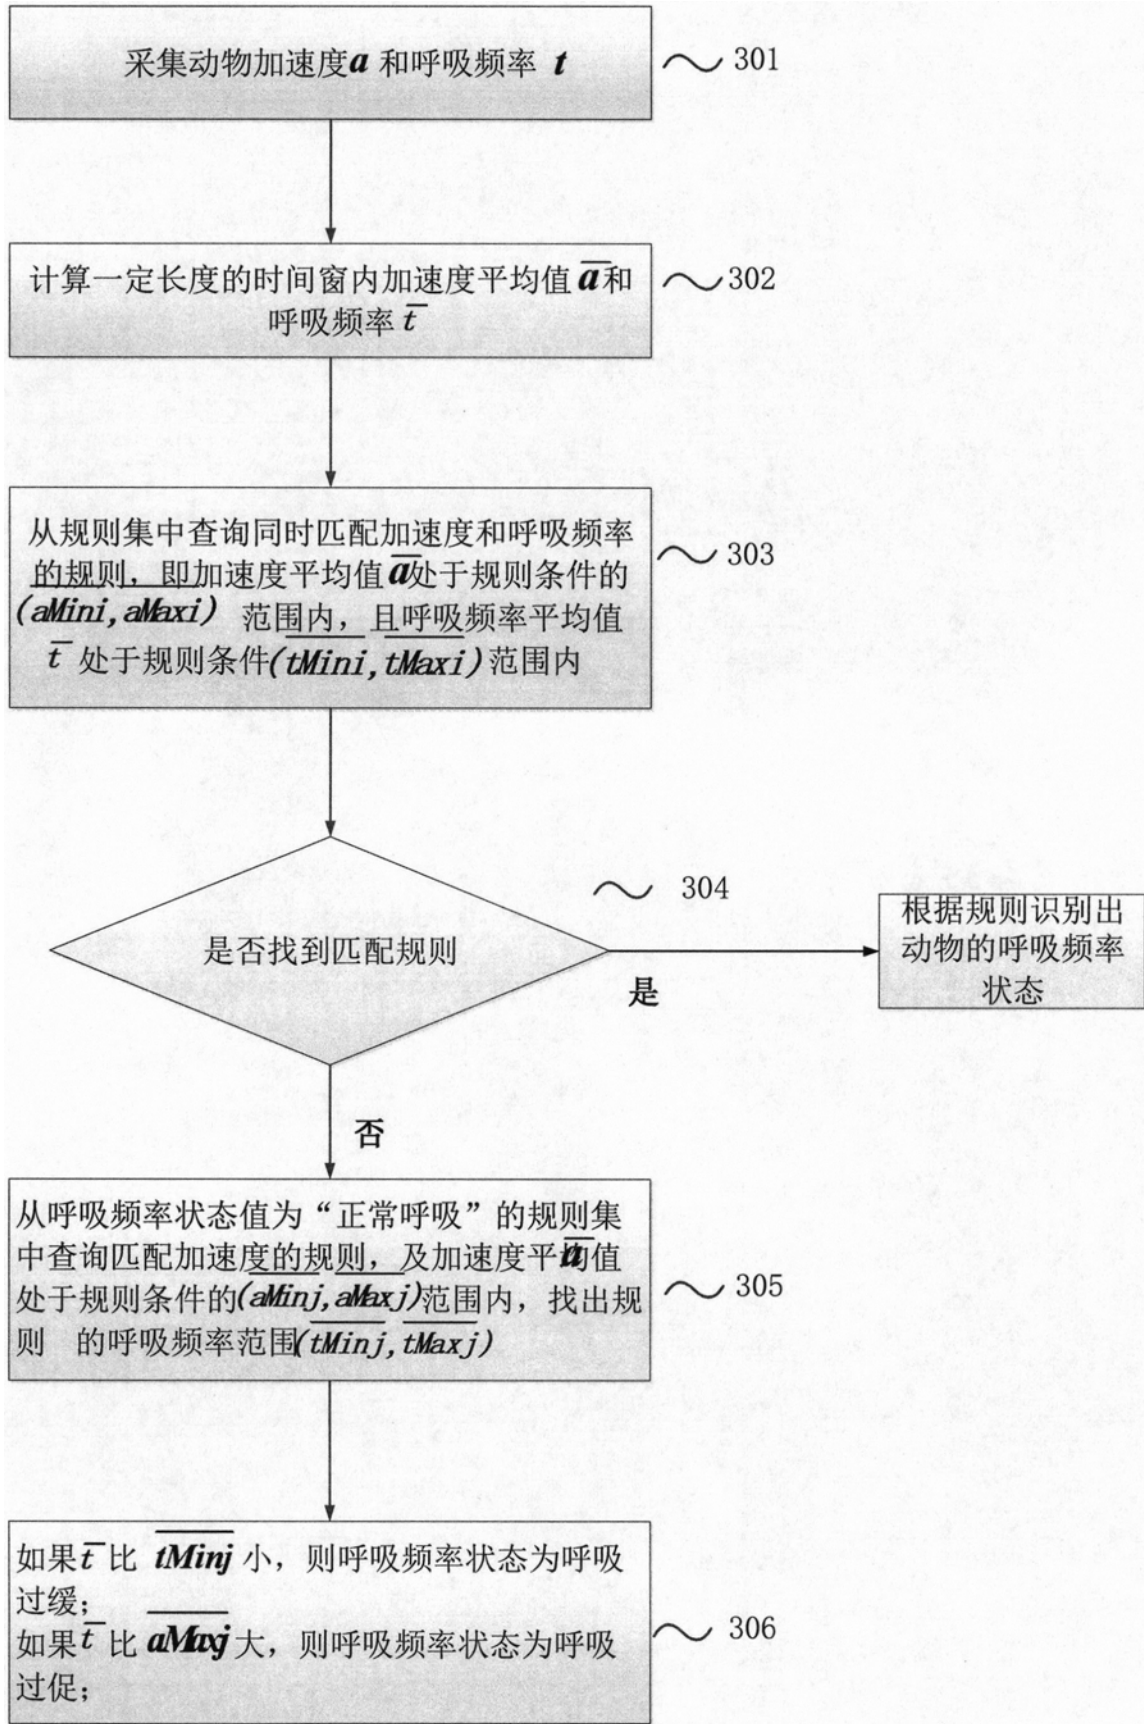 采集动物加速度a 和呼吸频率 t
301
计算一定长度的时间窗内加速度平均值a̅和
呼吸频率t̅
302
从规则集中查询同时匹配加速度和呼吸频率
的规则，即加速度平均值a̅处于规则条件的
(a̅M̅i̅n̅i̅,a̅M̅a̅x̅i̅) 范围内，且呼吸频率平均值
t̅ 处于规则条件(t̅M̅i̅n̅i̅,t̅M̅a̅x̅i̅)范围内
303
是否找到匹配规则
304
是
根据规则识别出
动物的呼吸频率
状态
否
从呼吸频率状态值为“正常呼吸”的规则集
中查询匹配加速度的规则，及加速度平均a̅值
处于规则条件的(a̅M̅i̅n̅j̅,a̅M̅a̅x̅j̅)范围内，找出规
则 的呼吸频率范围(t̅M̅i̅n̅j̅,t̅M̅a̅x̅j̅)
305
如果t̅ 比 t̅M̅i̅n̅j̅ 小，则呼吸频率状态为呼吸
过缓；
如果t̅ 比 a̅M̅a̅x̅j̅ 大，则呼吸频率状态为呼吸
过促；
306